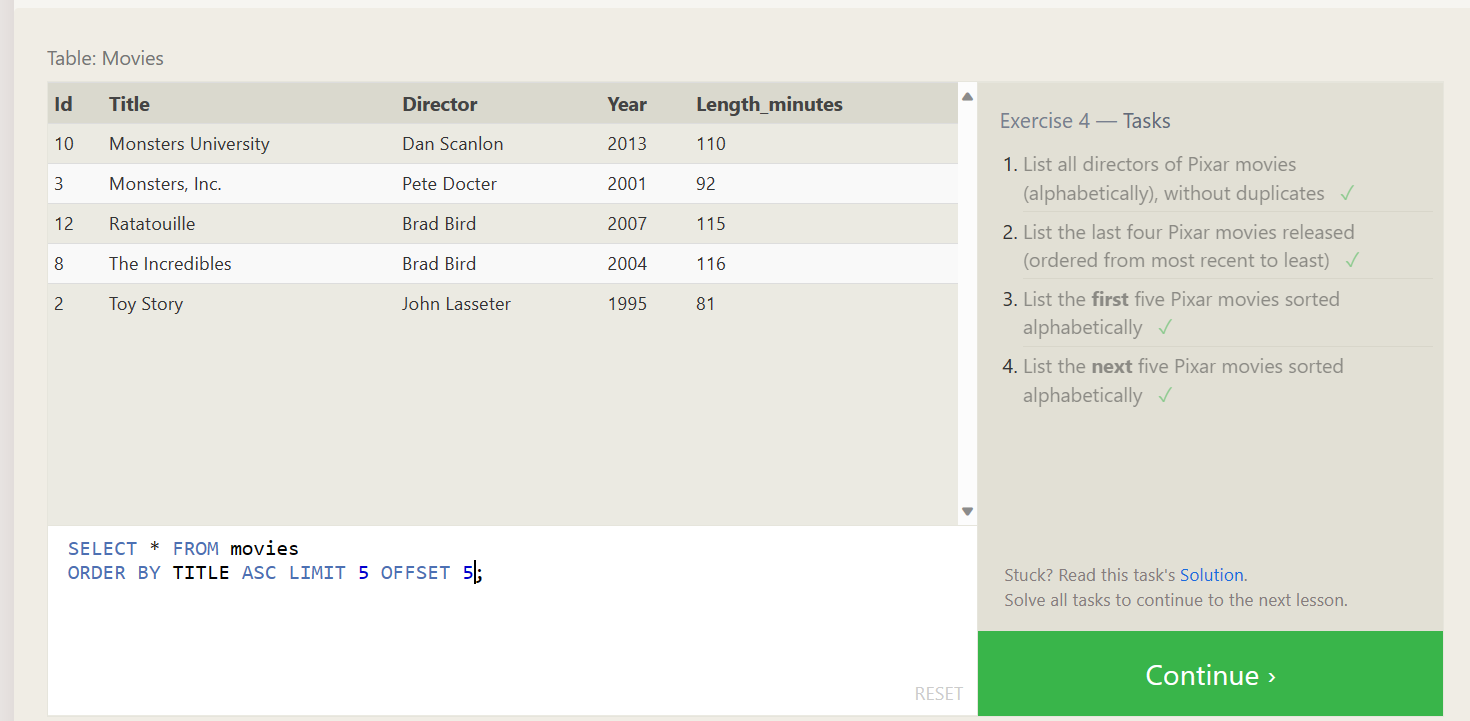 Table: Movies
Id Title Director Year Length_minutes
10 Monsters University Dan Scanlon 2013 110
3 Monsters, Inc. Pete Docter 2001 92
12 Ratatouille Brad Bird 2007 115
8 The Incredibles Brad Bird 2004 116
2 Toy Story John Lasseter 1995 81
SELECT * FROM movies
ORDER BY TITLE ASC LIMIT 5 OFFSET 5;
RESET
Exercise 4 — Tasks
1. List all directors of Pixar movies
(alphabetically), without duplicates ✓
2. List the last four Pixar movies released
(ordered from most recent to least) ✓
3. List the first five Pixar movies sorted
alphabetically ✓
4. List the next five Pixar movies sorted
alphabetically ✓
Stuck? Read this task's Solution.
Solve all tasks to continue to the next lesson.
Continue ›